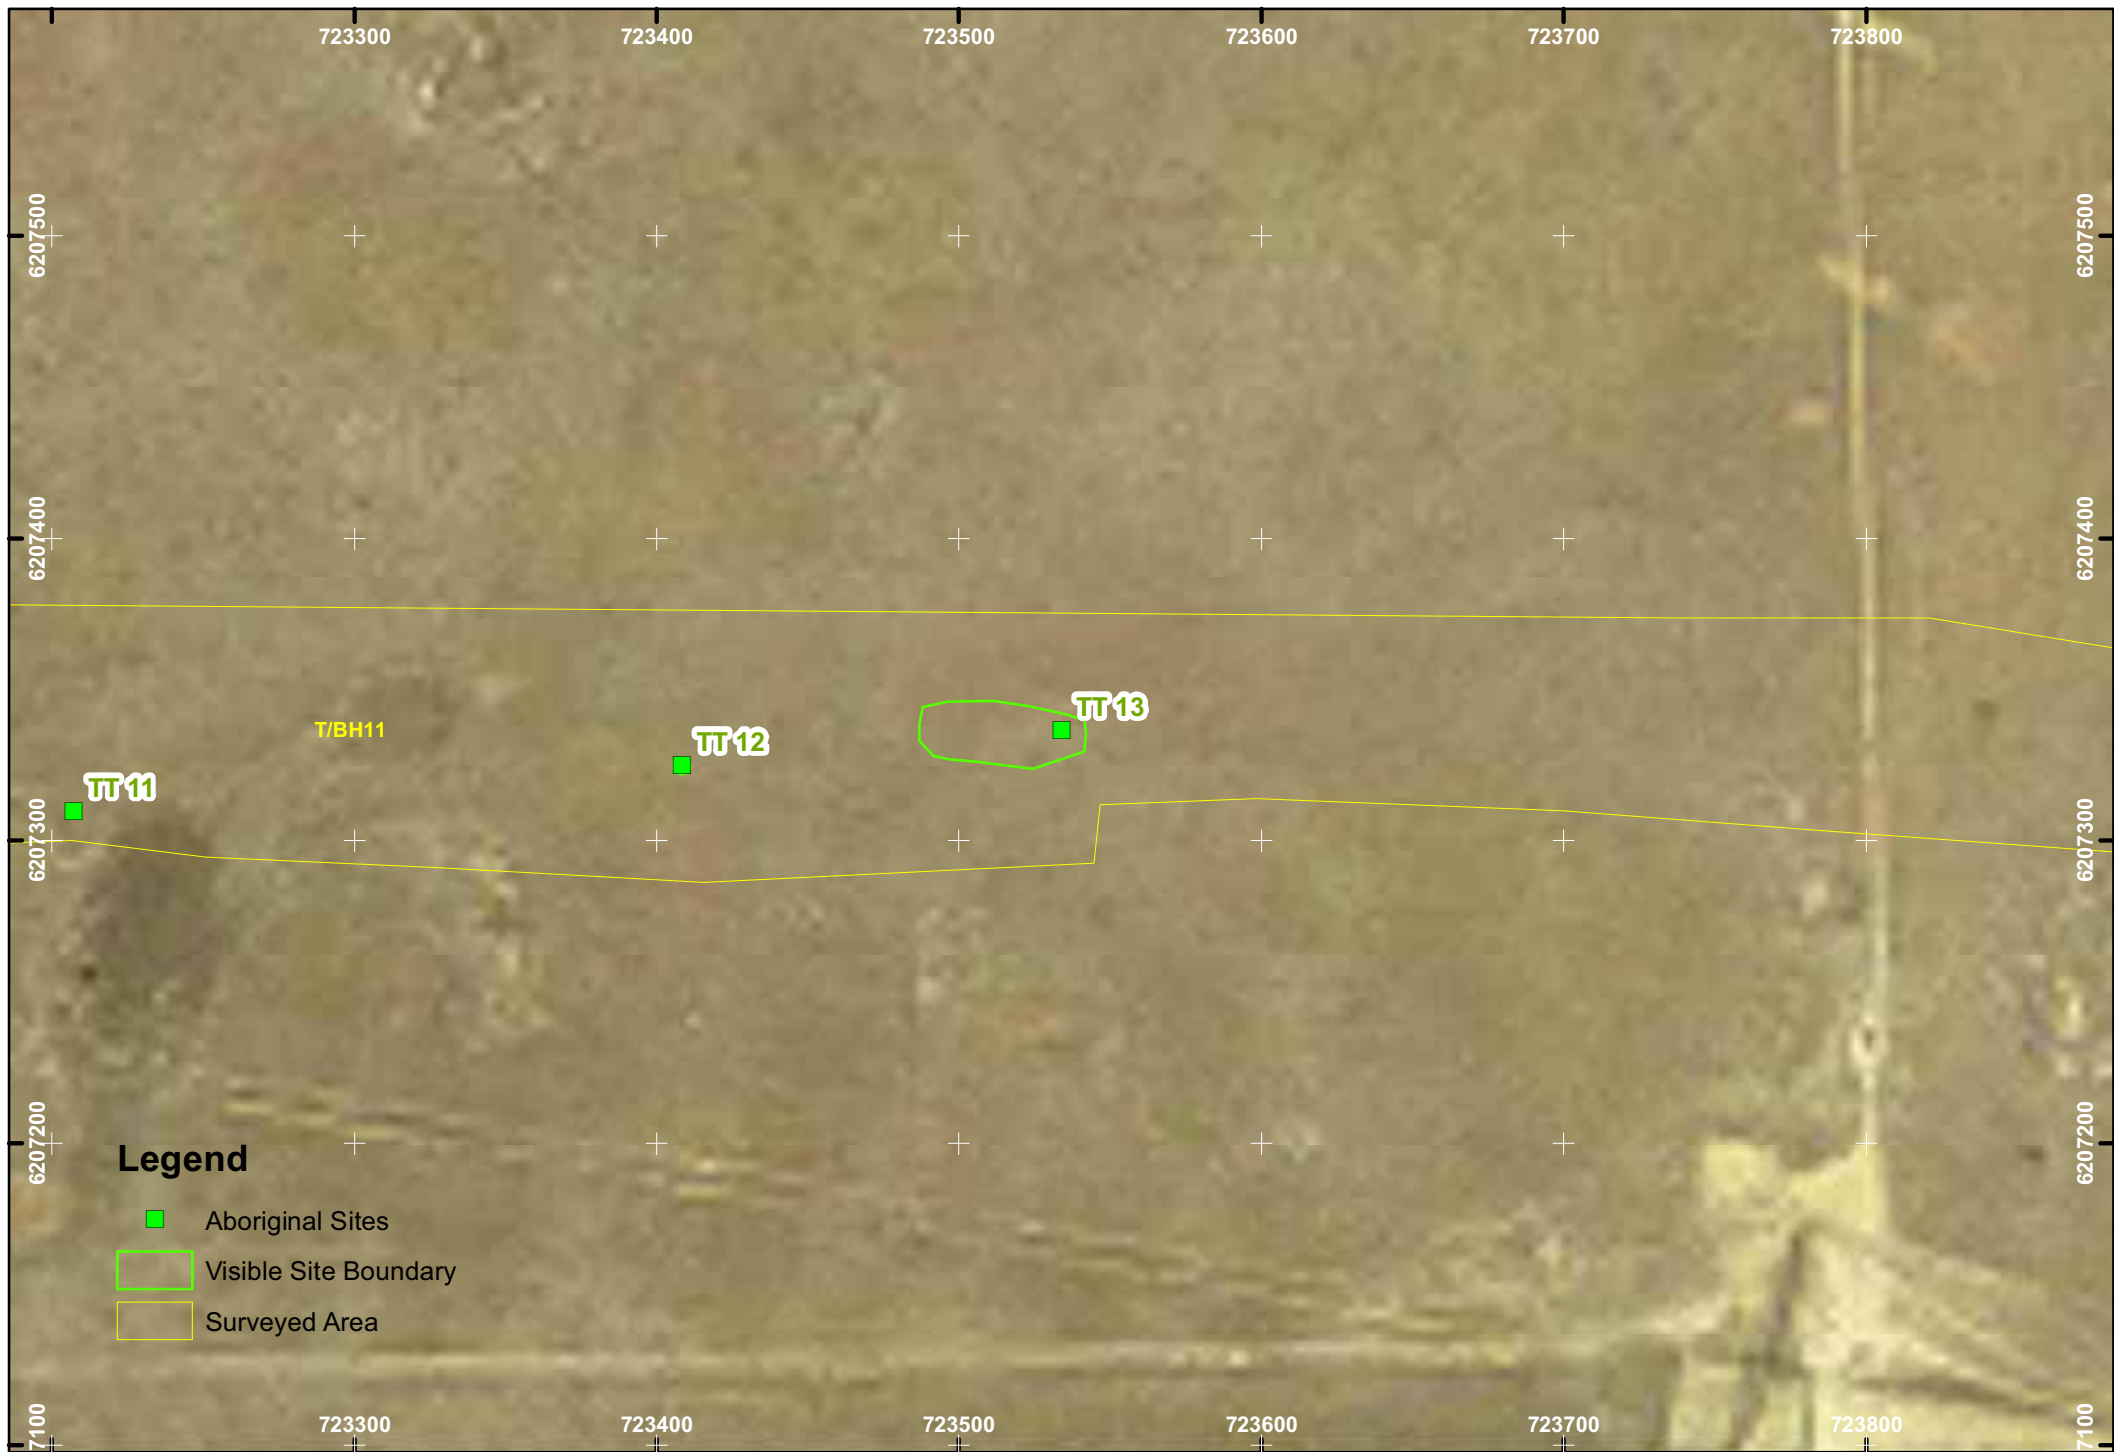 723300 723400 723500 723600 723700 723800
6207500 6207500
6207400 6207400
TT 13
T/BH11
TT 12
TT 11
6207300 6207300
6207200 6207200
Legend
Aboriginal Sites
Visible Site Boundary
Surveyed Area
7100 7100
723300 723400 723500 723600 723700 723800